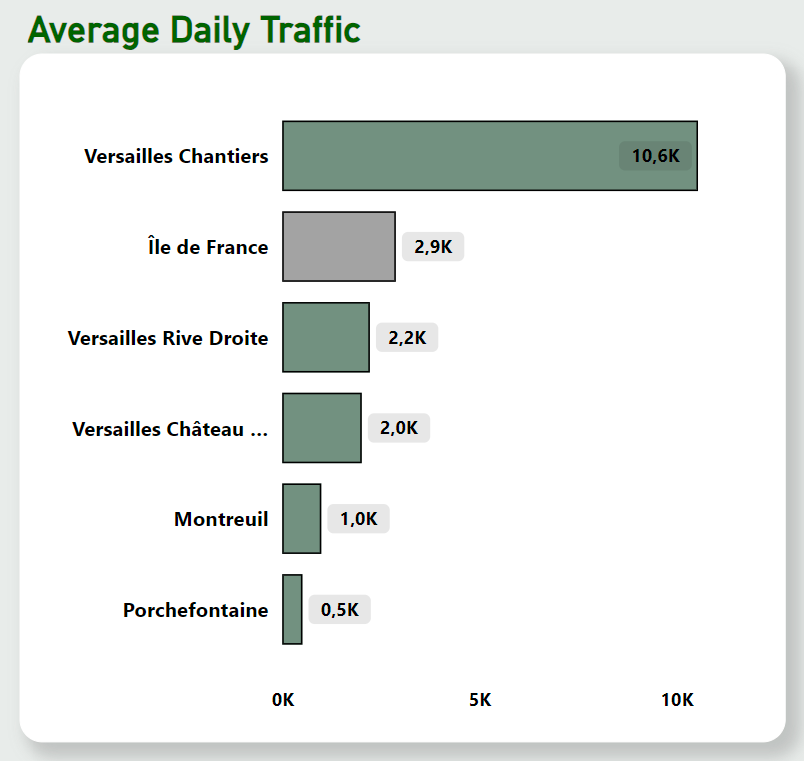 Average Daily Traffic
Versailles Chantiers 10,6K
Île de France 2,9K
Versailles Rive Droite 2,2K
Versailles Château ... 2,0K
Montreuil 1,0K
Porchefontaine 0,5K
0K 5K 10K